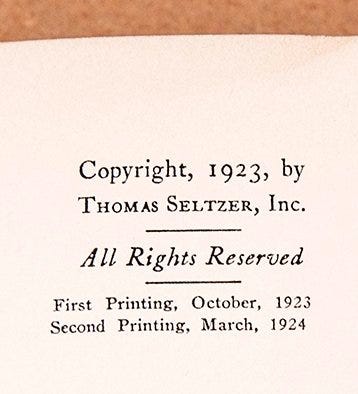 Copyright, 1923, by
THOMAS SELTZER, Inc.
All Rights Reserved
First Printing, October, 1923
Second Printing, March, 1924